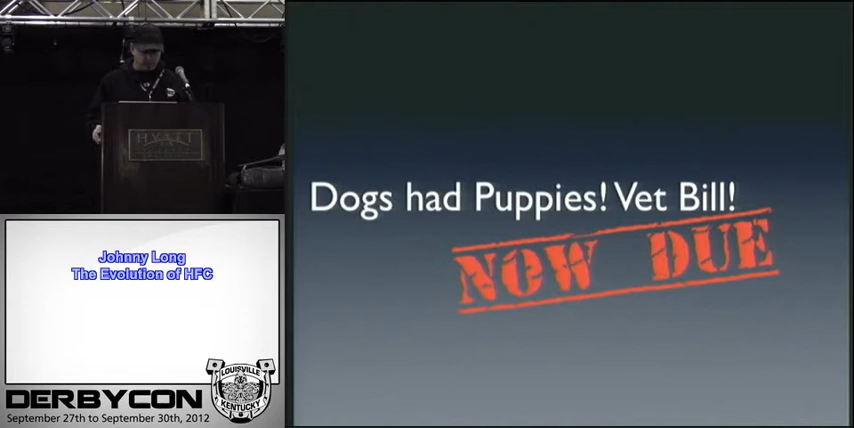 HYATT
Dogs had Puppies! Vet Bill!
NOW DUE
Johnny Long
The Evolution of HFC
LOUISVILLE
KENTUCKY
DERBYCON
September 27th to September 30th, 2012